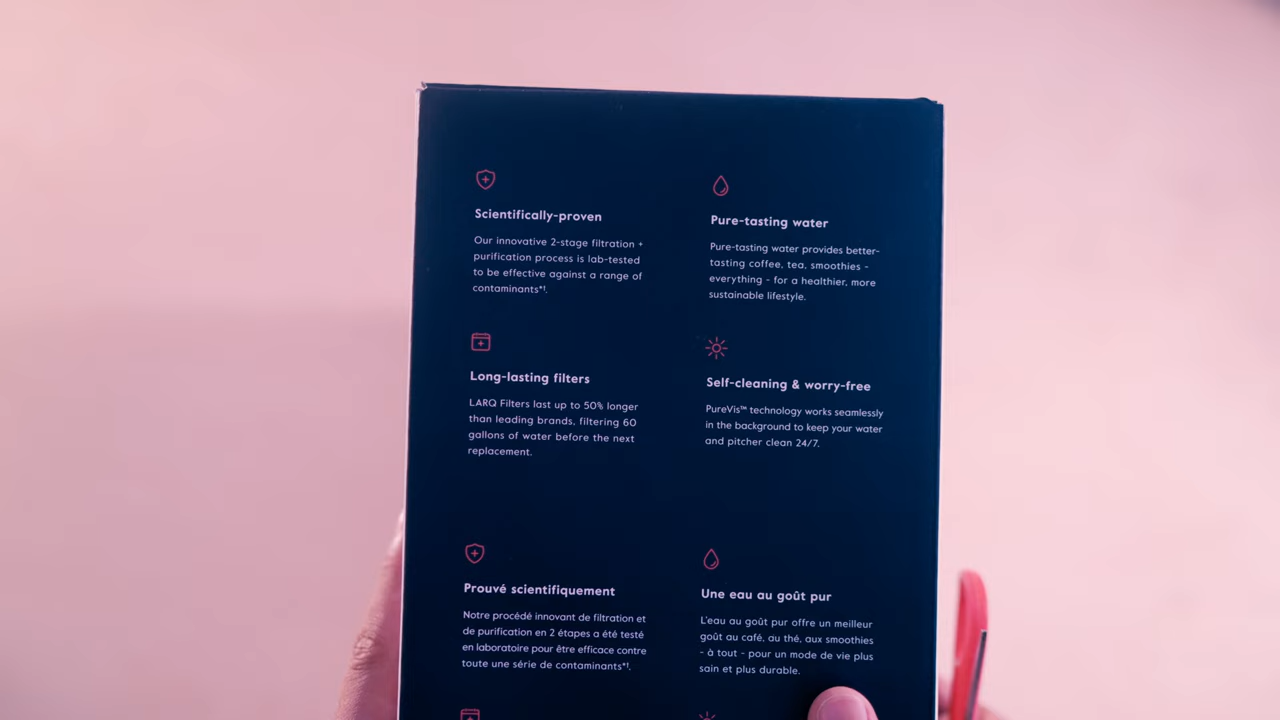 Scientifically-proven
Our innovative 2-stage filtration +
purification process is lab-tested
to be effective against a range of
contaminants*†.
Pure-tasting water
Pure-tasting water provides better-
tasting coffee, tea, smoothies -
everything - for a healthier, more
sustainable lifestyle.
Long-lasting filters
LARQ Filters last up to 50% longer
than leading brands, filtering 60
gallons of water before the next
replacement.
Self-cleaning & worry-free
PureVis™ technology works seamlessly
in the background to keep your water
and pitcher clean 24/7.
Prouvé scientifiquement
Notre procédé innovant de filtration et
de purification en 2 étapes a été testé
en laboratoire pour être efficace contre
toute une série de contaminants*†.
Une eau au goût pur
L'eau au goût pur offre un meilleur
goût au café, au thé, aux smoothies
- à tout - pour un mode de vie plus
sain et plus durable.